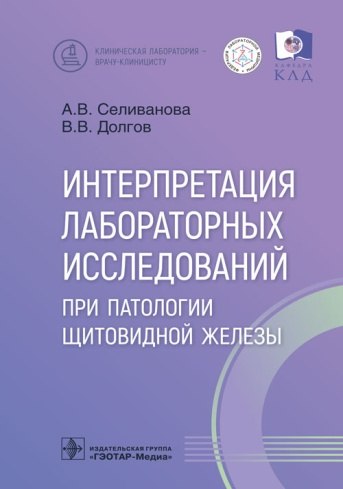 КЛИНИЧЕСКАЯ ЛАБОРАТОРИЯ –
ВРАЧУ-КЛИНИЦИСТУ
КАФЕДРА
КЛД
А.В. Селиванова
В.В. Долгов
ИНТЕРПРЕТАЦИЯ
ЛАБОРАТОРНЫХ
ИССЛЕДОВАНИЙ
ПРИ ПАТОЛОГИИ
ЩИТОВИДНОЙ ЖЕЛЕЗЫ
ИЗДАТЕЛЬСКАЯ ГРУППА
«ГЭОТАР-Медиа»